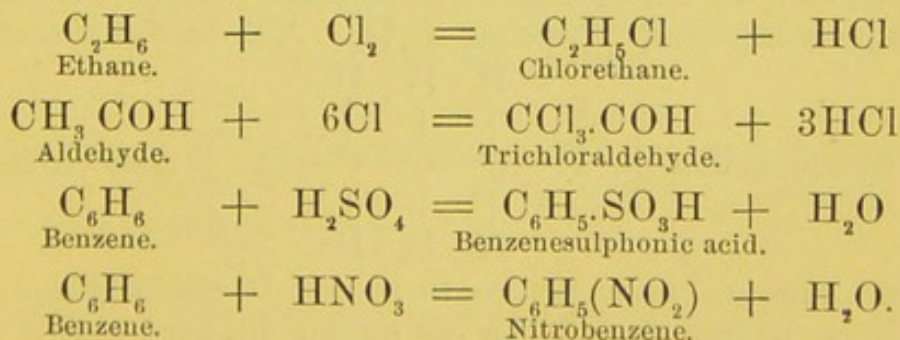 C₂H₆ + Cl₂ = C₂H₅Cl + HCl
Ethane. Chlorethane.
CH₃ COH + 6Cl = CCl₃.COH + 3HCl
Aldehyde. Trichloraldehyde.
C₆H₆ + H₂SO₄ = C₆H₅.SO₃H + H₂O
Benzene. Benzenesulphonic acid.
C₆H₆ + HNO₃ = C₆H₅(NO₂) + H₂O.
Benzene. Nitrobenzene.